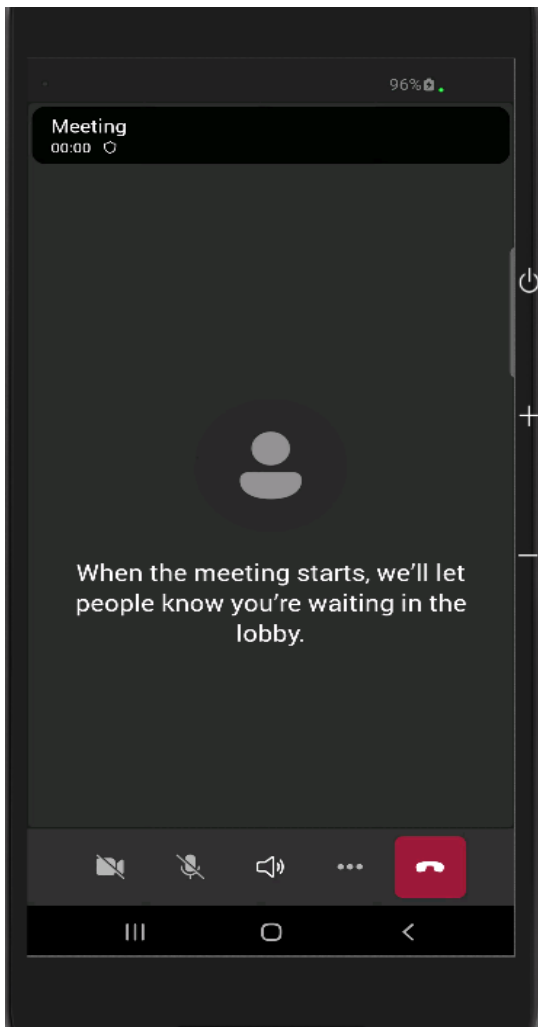 96%
Meeting
00:00
When the meeting starts, we’ll let
people know you’re waiting in the
lobby.